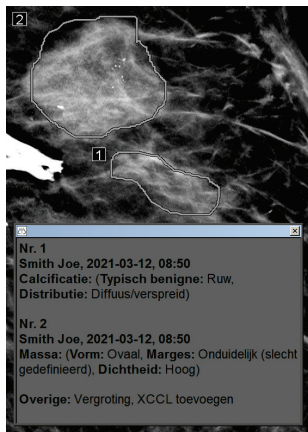 2
1
Nr. 1
Smith Joe, 2021-03-12, 08:50
Calcificatie: (Typisch benigne: Ruw,
Distributie: Diffuus/verspreid)
Nr. 2
Smith Joe, 2021-03-12, 08:50
Massa: (Vorm: Ovaal, Marges: Onduidelijk (slecht
gedefinieerd), Dichtheid: Hoog)
Overige: Vergroting, XCCL toevoegen